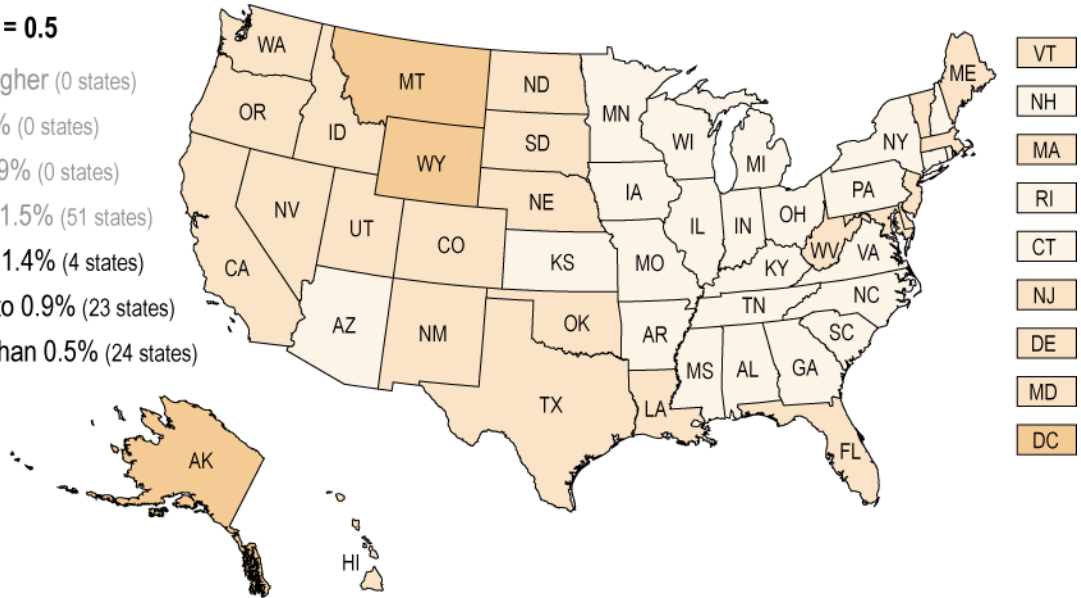 = 0.5
gher (0 states)
% (0 states)
9% (0 states)
1.5% (51 states)
1.4% (4 states)
to 0.9% (23 states)
han 0.5% (24 states)
WA
OR
ID
MT
WY
ND
SD
NE
MN
WI
MI
IA
NV
UT
CO
CA
KS
MO
IL
IN
OH
KY
WV
VA
PA
NY
ME
AZ
NM
OK
TX
AR
LA
TN
NC
SC
MS
AL
GA
FL
AK
HI
VT
NH
MA
RI
CT
NJ
DE
MD
DC